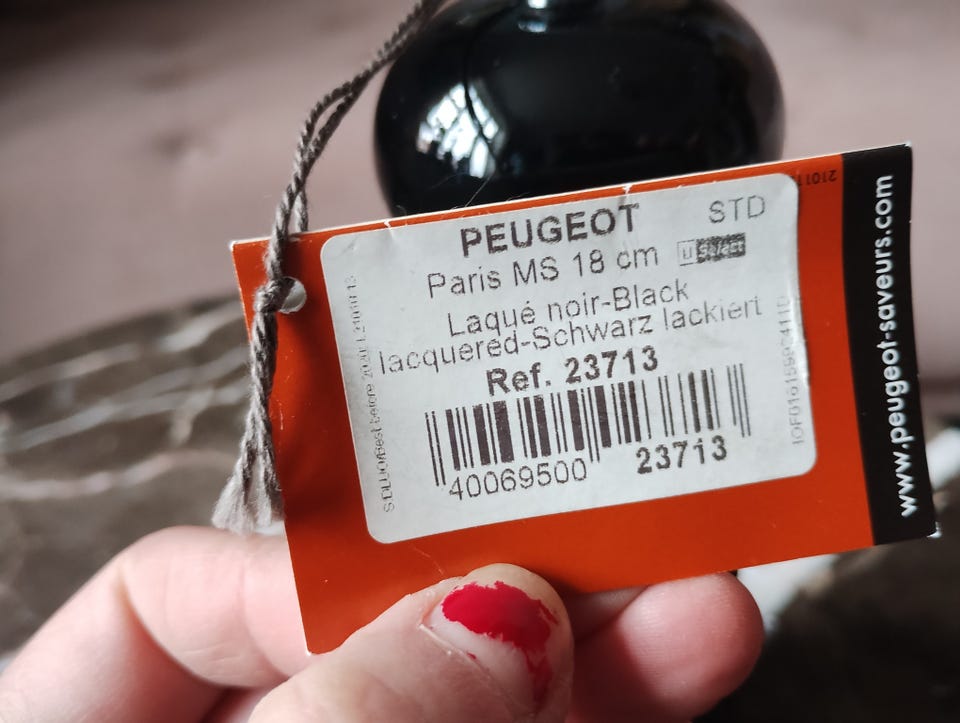 PEUGEOT
STD
Paris MS 18 cm
u select
Laqué noir-Black
lacquered-Schwarz lackiert
Ref. 23713
40069500
23713
www.peugeot-saveurs.com